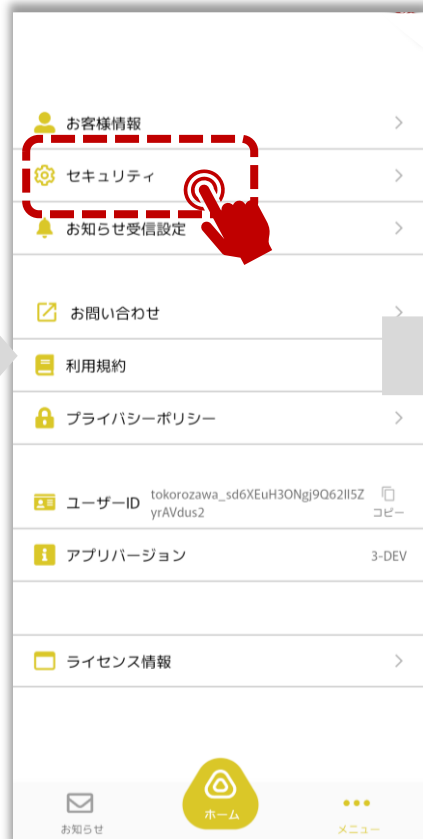 お客様情報
セキュリティ
お知らせ受信設定
お問い合わせ
利用規約
プライバシーポリシー
ユーザーID tokorozawa_sd6XEuH3ONgj9Q62II5Z
yrAVdus2
コピー
アプリバージョン 3-DEV
ライセンス情報
お知らせ
ホーム
メニュー